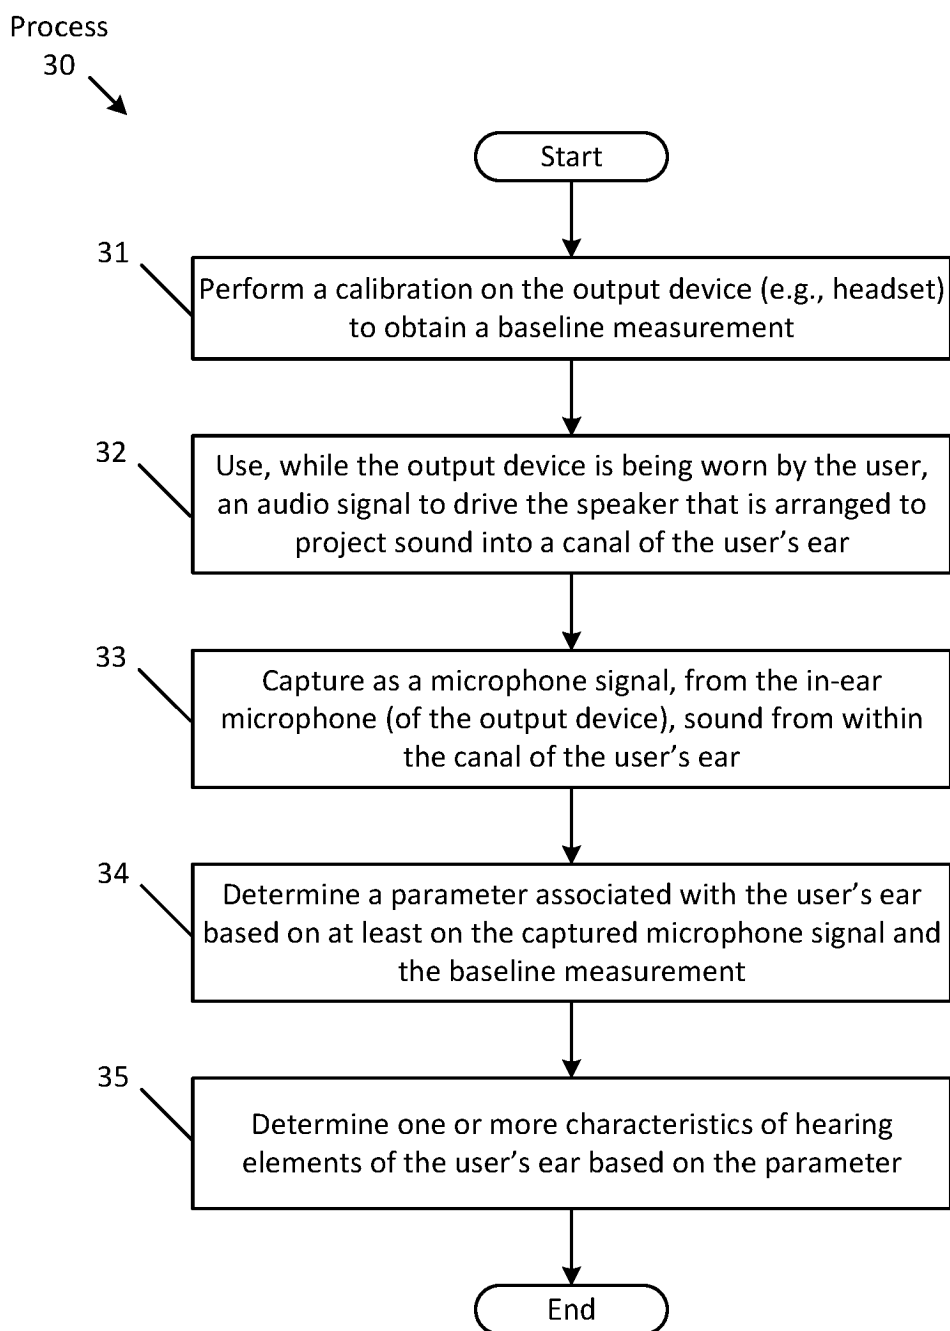 Process
30
Start
31
Perform a calibration on the output device (e.g., headset)
to obtain a baseline measurement
32
Use, while the output device is being worn by the user,
an audio signal to drive the speaker that is arranged to
project sound into a canal of the user’s ear
33
Capture as a microphone signal, from the in-ear
microphone (of the output device), sound from within
the canal of the user’s ear
34
Determine a parameter associated with the user’s ear
based on at least on the captured microphone signal and
the baseline measurement
35
Determine one or more characteristics of hearing
elements of the user’s ear based on the parameter
End